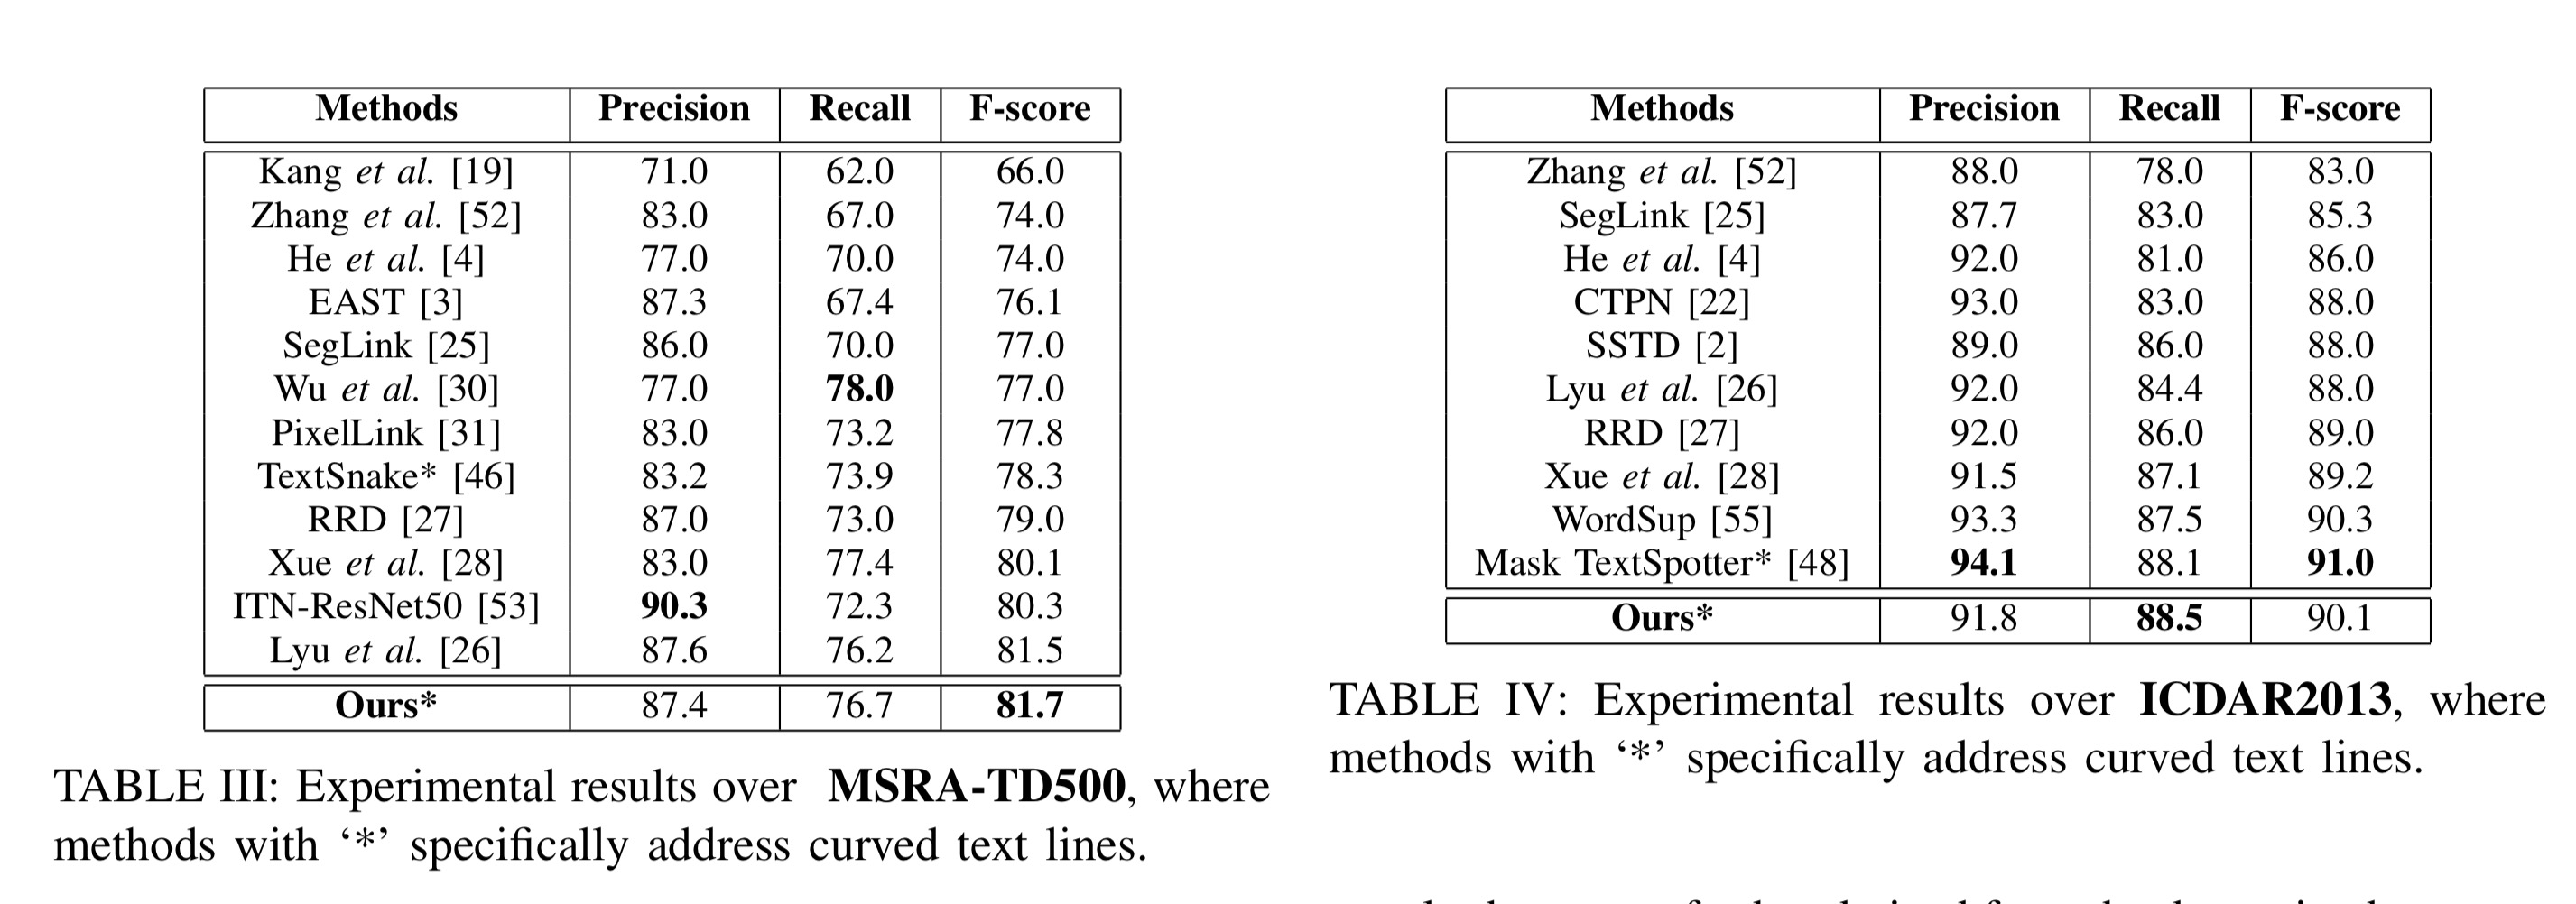 Methods Precision Recall F-score
Kang et al. [19] 71.0 62.0 66.0
Zhang et al. [52] 83.0 67.0 74.0
He et al. [4] 77.0 70.0 74.0
EAST [3] 87.3 67.4 76.1
SegLink [25] 86.0 70.0 77.0
Wu et al. [30] 77.0 78.0 77.0
PixelLink [31] 83.0 73.2 77.8
TextSnake* [46] 83.2 73.9 78.3
RRD [27] 87.0 73.0 79.0
Xue et al. [28] 83.0 77.4 80.1
ITN-ResNet50 [53] 90.3 72.3 80.3
Lyu et al. [26] 87.6 76.2 81.5
Ours* 87.4 76.7 81.7
TABLE III: Experimental results over MSRA-TD500, where
methods with ‘*’ specifically address curved text lines.
Methods Precision Recall F-score
Zhang et al. [52] 88.0 78.0 83.0
SegLink [25] 87.7 83.0 85.3
He et al. [4] 92.0 81.0 86.0
CTPN [22] 93.0 83.0 88.0
SSTD [2] 89.0 86.0 88.0
Lyu et al. [26] 92.0 84.4 88.0
RRD [27] 92.0 86.0 89.0
Xue et al. [28] 91.5 87.1 89.2
WordSup [55] 93.3 87.5 90.3
Mask TextSpotter* [48] 94.1 88.1 91.0
Ours* 91.8 88.5 90.1
TABLE IV: Experimental results over ICDAR2013, where
methods with ‘*’ specifically address curved text lines.